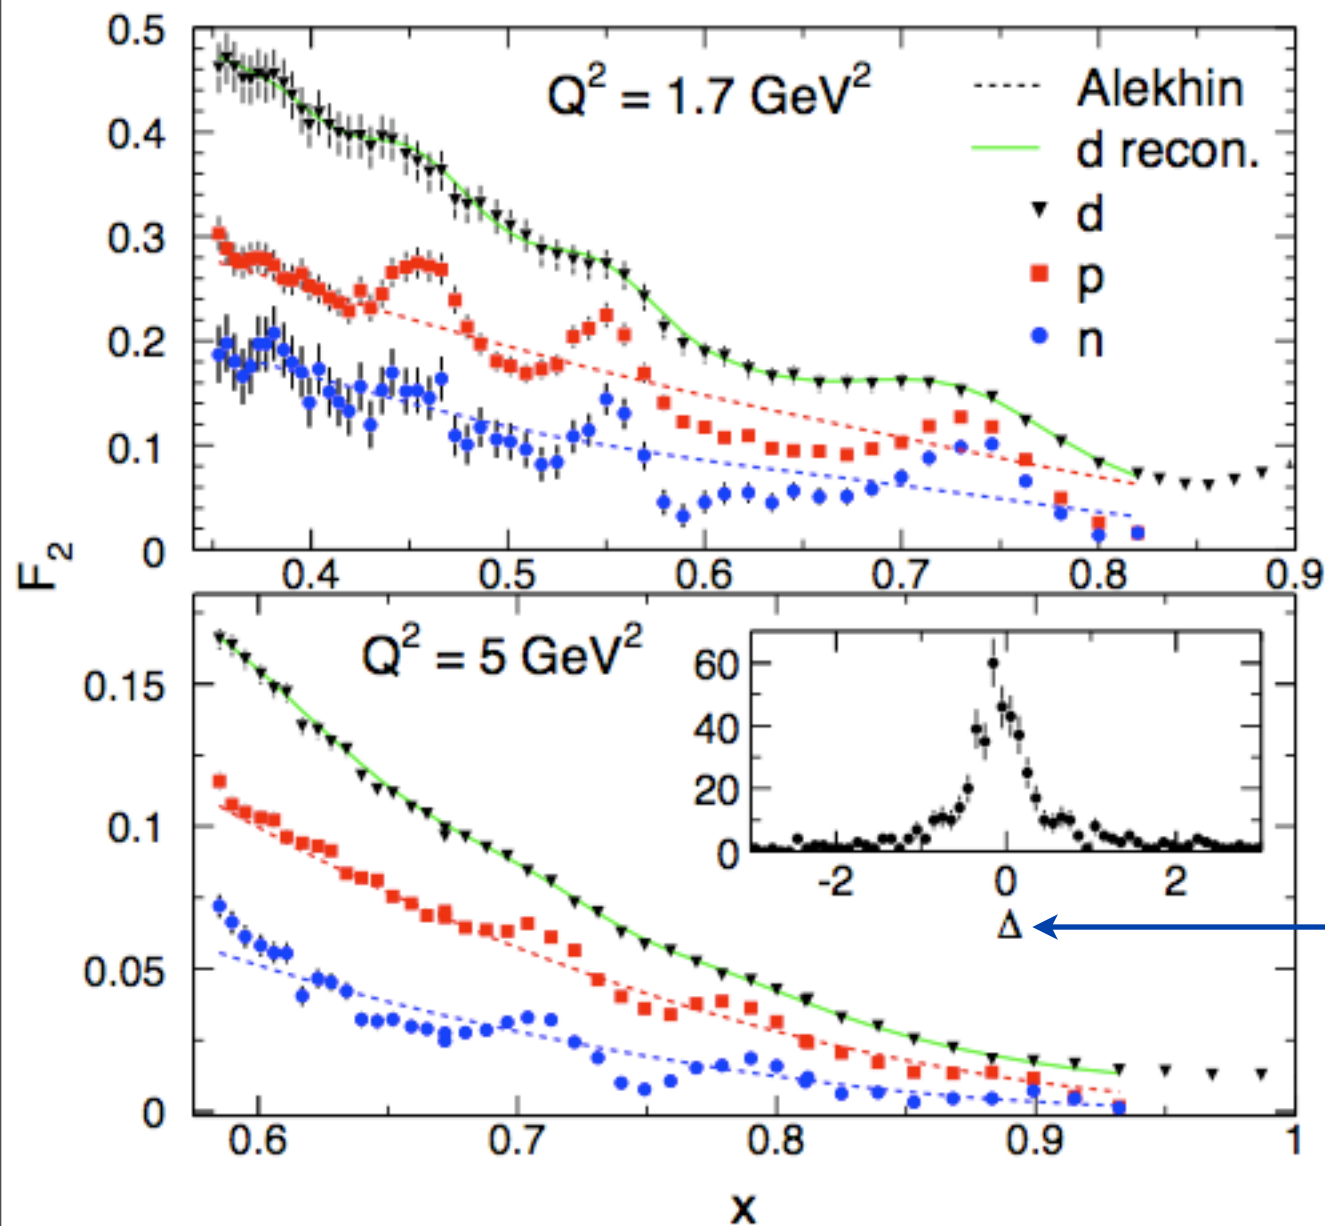 0.5
0.4
0.3
0.2
0.1
0
Q² = 1.7 GeV²
Alekhin
d recon.
d
p
n
0.4 0.5 0.6 0.7 0.8 0.9
F₂
0.15
0.1
0.05
0
Q² = 5 GeV²
60
40
20
0
-2 0 2
Δ
0.6 0.7 0.8 0.9 1
x